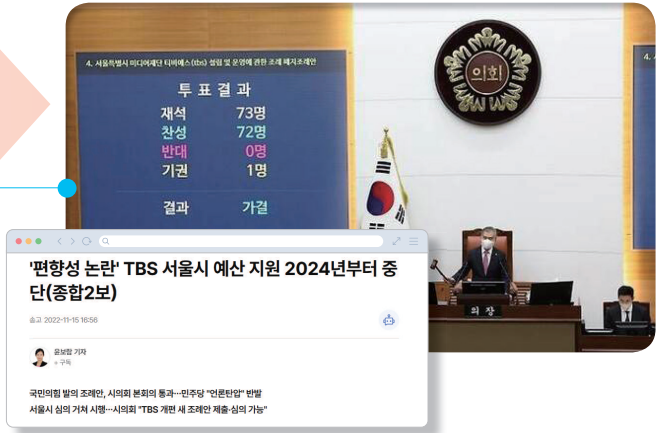 4. 서울특별시 미디어재단 티비에스(tbs) 설립 및 운영에 관한 조례 폐지조례안
투 표 결 과
재석 73명
찬성 72명
반대 0명
기권 1명
결과 가결
의회
4.
의 장
'편향성 논란' TBS 서울시 예산 지원 2024년부터 중
단(종합2보)
송고 2022-11-15 16:56
윤보람 기자
+ 구독
국민의힘 발의 조례안, 시의회 본회의 통과…민주당 "언론탄압" 반발
서울시 심의 거쳐 시행…시의회 "TBS 개편 새 조례안 제출·심의 가능"